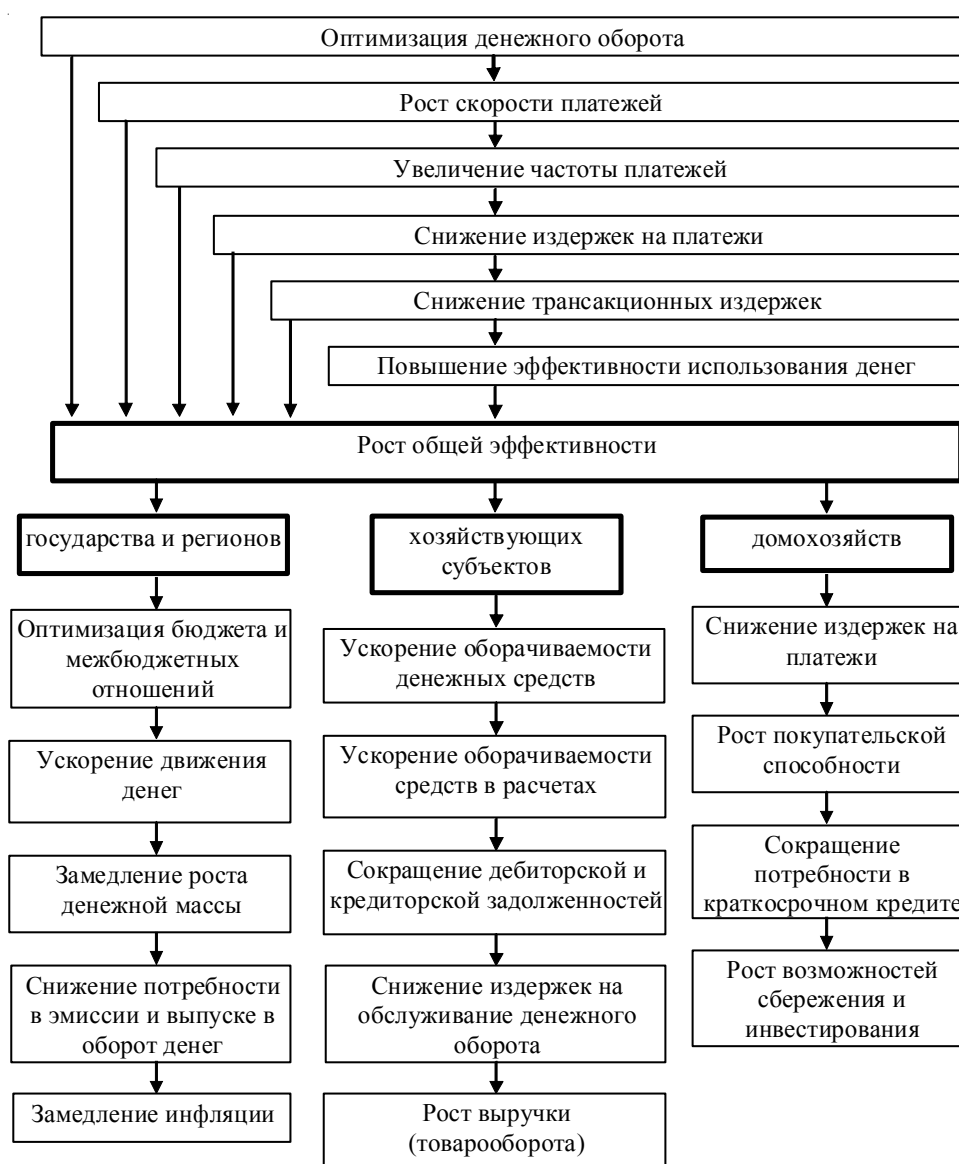 Оптимизация денежного оборота
Рост скорости платежей
Увеличение частоты платежей
Снижение издержек на платежи
Снижение трансакционных издержек
Повышение эффективности использования денег
Рост общей эффективности
государства и регионов
Оптимизация бюджета и
межбюджетных
отношений
Ускорение движения
денег
Замедление роста
денежной массы
Снижение потребности
в эмиссии и выпуске в
оборот денег
Замедление инфляции
хозяйствующих
субъектов
Ускорение оборачиваемости
денежных средств
Ускорение оборачиваемости
средств в расчетах
Сокращение дебиторской и
кредиторской задолженностей
Снижение издержек на
обслуживание денежного
оборота
Рост выручки
(товарооборота)
домохозяйств
Снижение издержек на
платежи
Рост покупательской
способности
Сокращение
потребности в
краткосрочном кредите
Рост возможностей
сбережения и
инвестирования